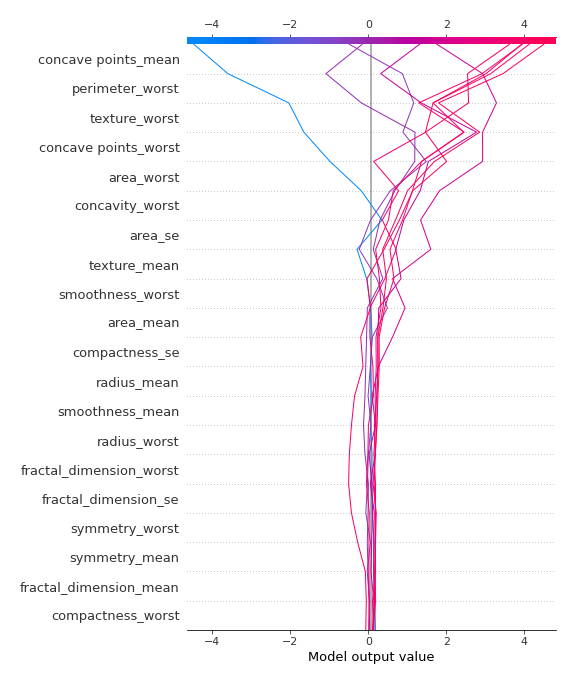 −4 −2 0 2 4
concave points_mean
perimeter_worst
texture_worst
concave points_worst
area_worst
concavity_worst
area_se
texture_mean
smoothness_worst
area_mean
compactness_se
radius_mean
smoothness_mean
radius_worst
fractal_dimension_worst
fractal_dimension_se
symmetry_worst
symmetry_mean
fractal_dimension_mean
compactness_worst
−4 −2 0 2 4
Model output value